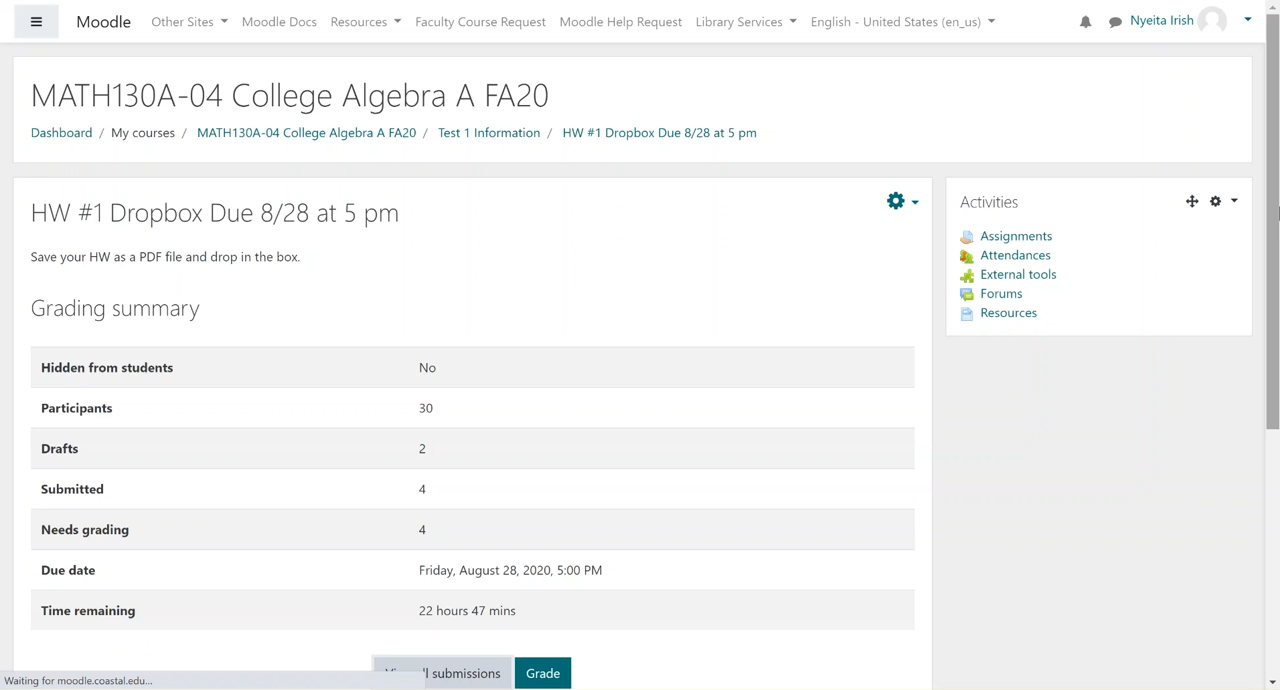 Moodle Other Sites Moodle Docs Resources Faculty Course Request Moodle Help Request Library Services English - United States (en_us) Nyeita Irish
MATH130A-04 College Algebra A FA20
Dashboard / My courses / MATH130A-04 College Algebra A FA20 / Test 1 Information / HW #1 Dropbox Due 8/28 at 5 pm
HW #1 Dropbox Due 8/28 at 5 pm
Save your HW as a PDF file and drop in the box.
Grading summary
Hidden from students No
Participants 30
Drafts 2
Submitted 4
Needs grading 4
Due date Friday, August 28, 2020, 5:00 PM
Time remaining 22 hours 47 mins
submissions Grade
Activities
Assignments
Attendances
External tools
Forums
Resources
Waiting for moodle.coastal.edu...